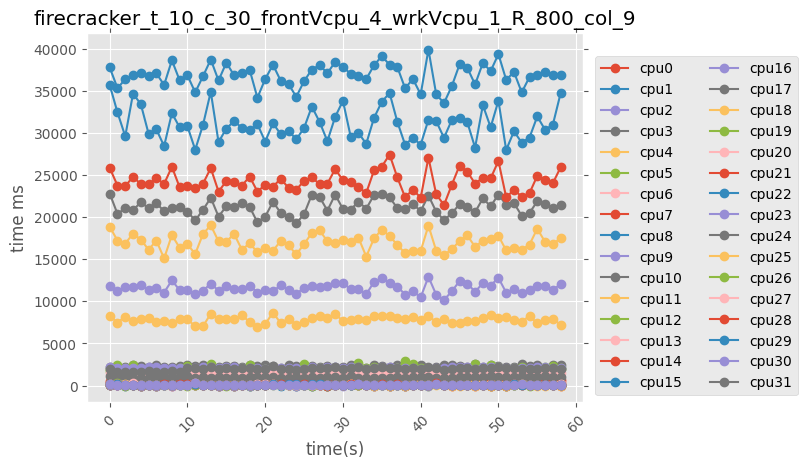 firecracker_t_10_c_30_frontVcpu_4_wrkVcpu_1_R_800_col_9
time ms
40000
35000
30000
25000
20000
15000
10000
5000
0
0
10
20
30
40
50
60
time(s)
cpu0
cpu1
cpu2
cpu3
cpu4
cpu5
cpu6
cpu7
cpu8
cpu9
cpu10
cpu11
cpu12
cpu13
cpu14
cpu15
cpu16
cpu17
cpu18
cpu19
cpu20
cpu21
cpu22
cpu23
cpu24
cpu25
cpu26
cpu27
cpu28
cpu29
cpu30
cpu31